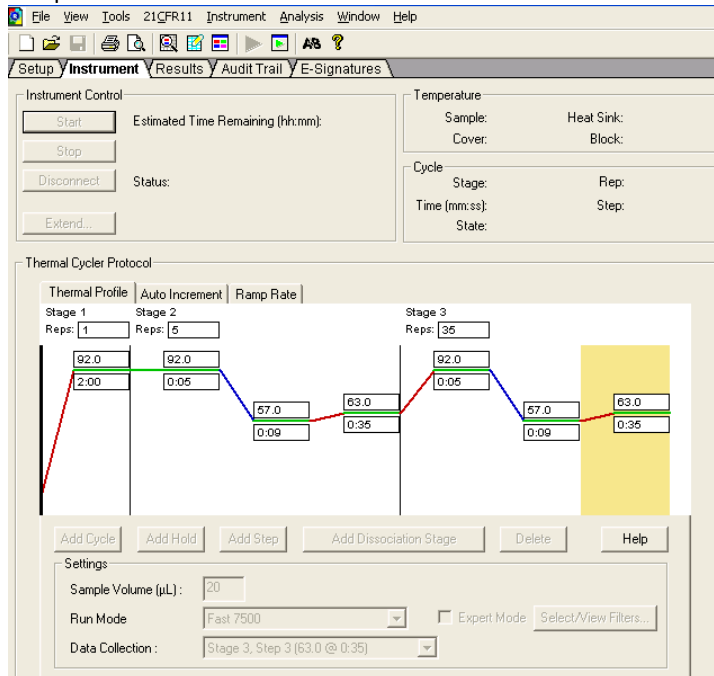 File View Tools 21CFR11 Instrument Analysis Window Help
Setup Instrument Results Audit Trail E-Signatures
Instrument Control
Start Estimated Time Remaining (hh:mm):
Stop
Disconnect Status:
Extend...
Temperature
Sample: Heat Sink:
Cover: Block:
Cycle
Stage: Rep:
Time (mm:ss): Step:
State:
Thermal Cycler Protocol
Thermal Profile Auto Increment Ramp Rate
Stage 1 Stage 2 Stage 3
Reps: 1 Reps: 5 Reps: 35
92.0 92.0 92.0
2:00 0:05 0:05
57.0 63.0 57.0 63.0
0:09 0:35 0:09 0:35
Add Cycle Add Hold Add Step Add Dissociation Stage Delete Help
Settings
Sample Volume (µL) : 20
Run Mode Fast 7500 Expert Mode Select/View Filters...
Data Collection : Stage 3, Step 3 (63.0 @ 0:35)